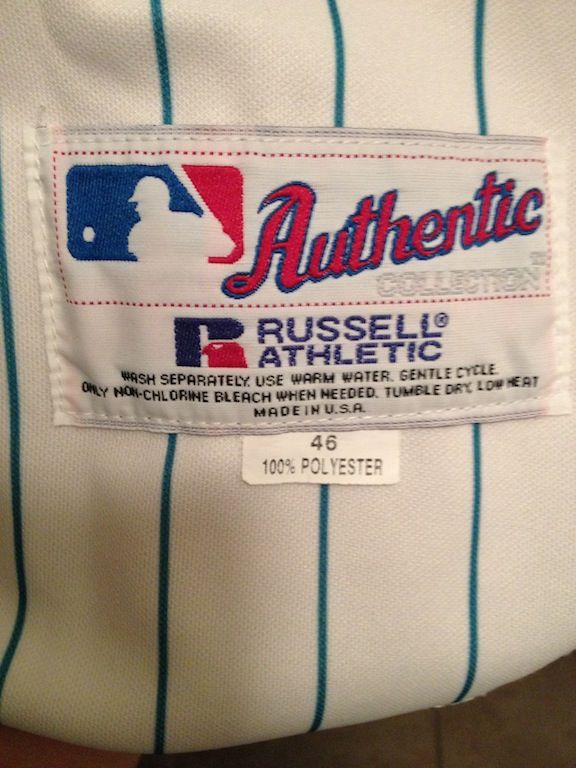 Authentic
COLLECTION™
RUSSELL®
ATHLETIC
WASH SEPARATELY. USE WARM WATER. GENTLE CYCLE.
ONLY NON-CHLORINE BLEACH WHEN NEEDED. TUMBLE DRY, LOW HEAT
MADE IN U.S.A.
46
100% POLYESTER